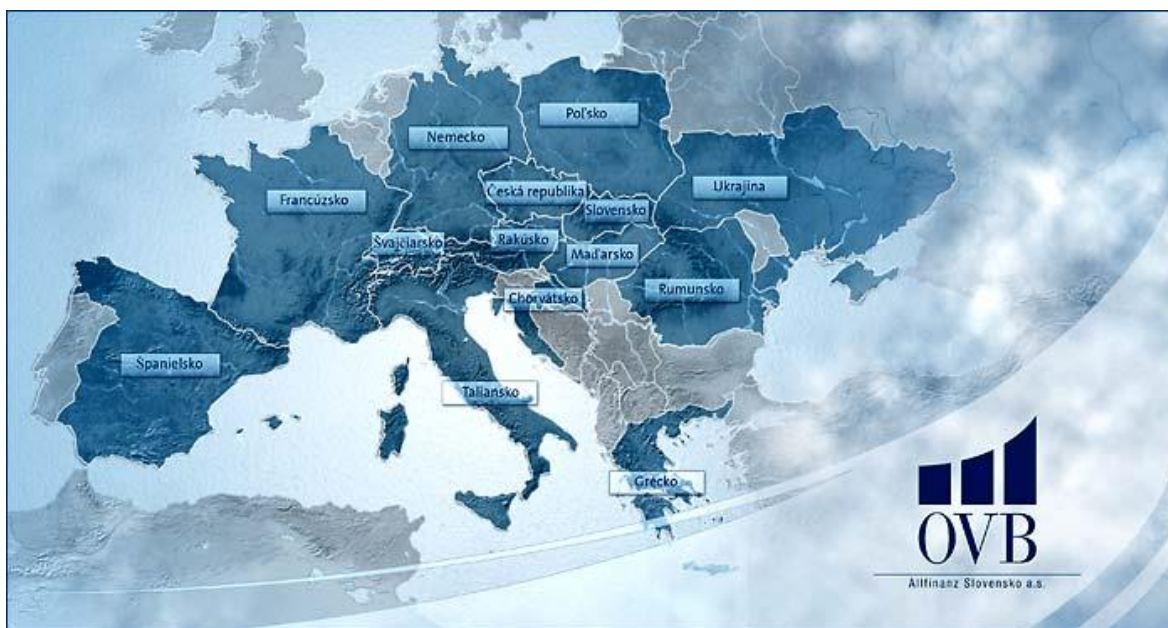 Poľsko
Nemecko
Česká republika
Ukrajina
Francúzsko
Slovensko
Švajčiarsko
Rakúsko
Maďarsko
Rumunsko
Chorvátsko
Španielsko
Taliansko
Grécko
OVB
Allfinanz Slovensko a.s.